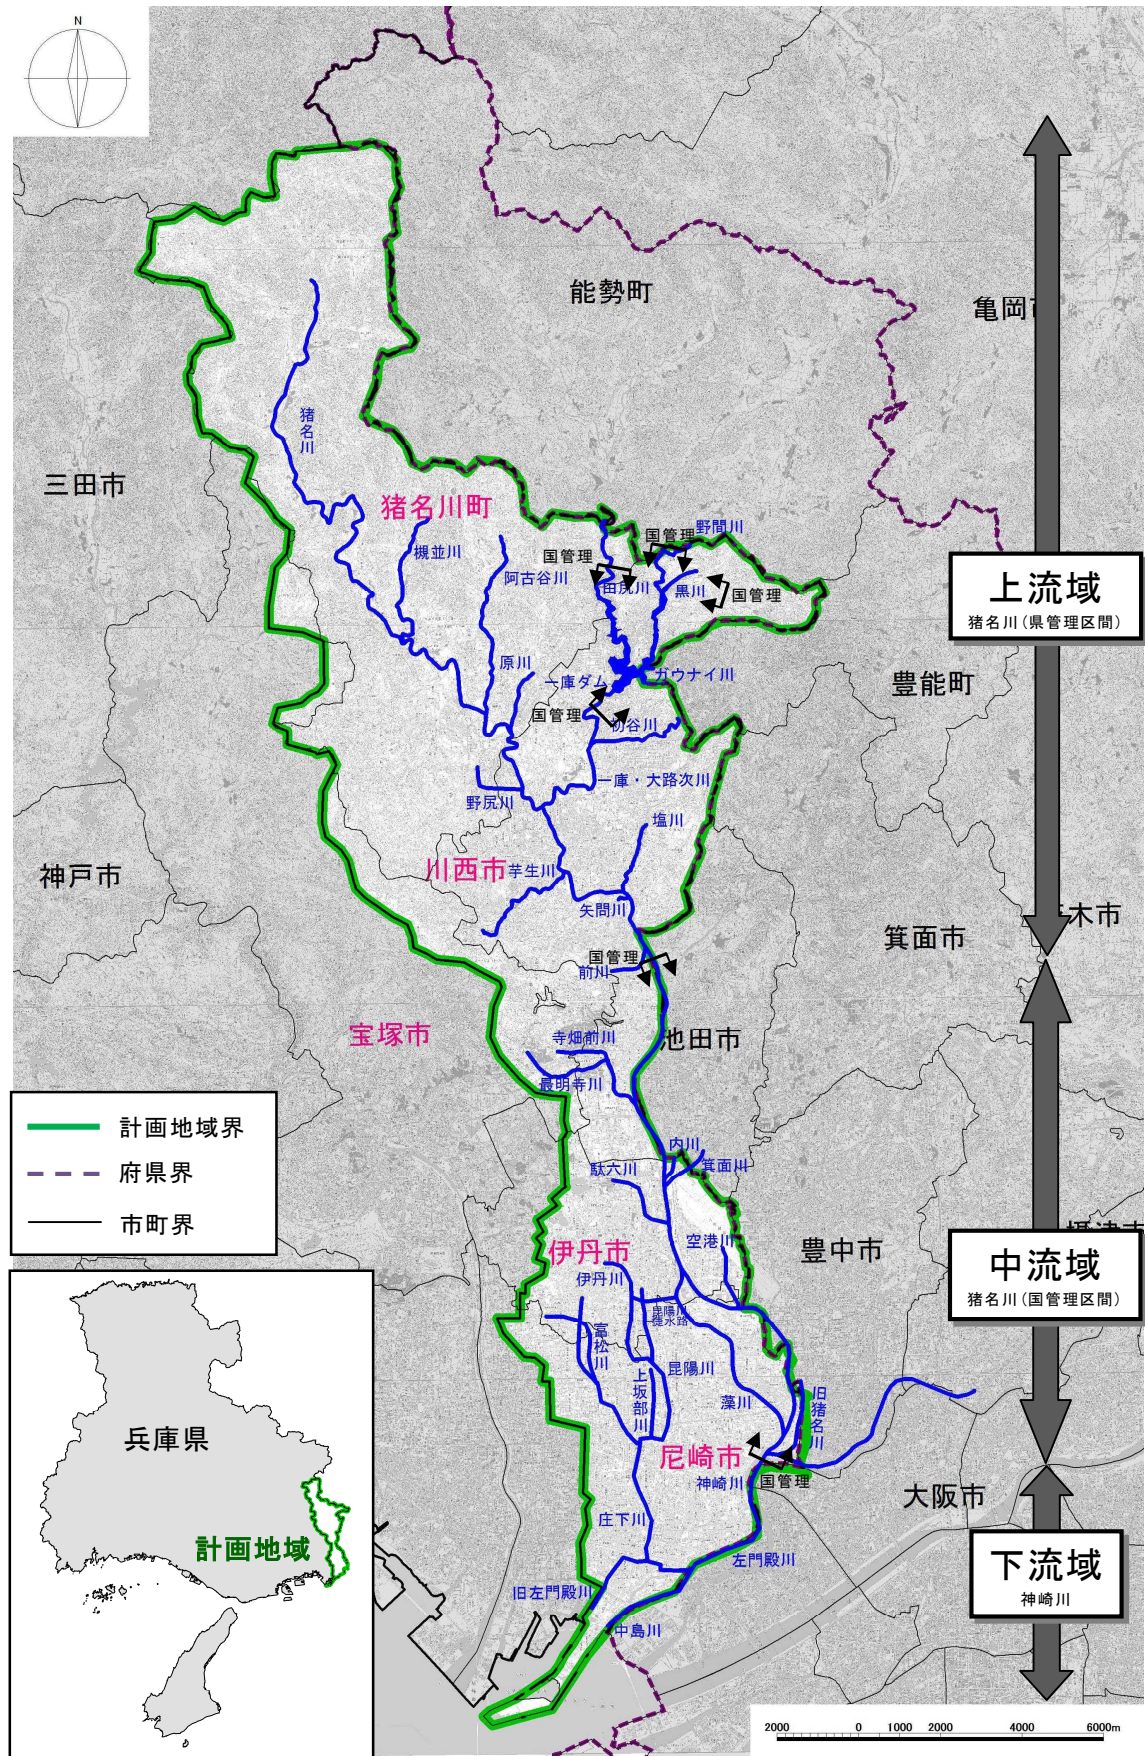 N
能勢町
亀岡
猪名川
三田市
猪名川町
国管理
野間川
槻並川
国管理
阿古谷川
田尻川
黒川
国管理
上流域
猪名川(県管理区間)
原川
一庫ダム
ガウナイ川
豊能町
国管理
初谷川
一庫・大路次川
野尻川
塩川
神戸市
川西市
芋生川
矢問川
木市
箕面市
国管理
前川
宝塚市
寺畑前川
池田市
最明寺川
計画地域界
府県界
市町界
内川
箕面川
駄六川
伊丹市
空港川
豊中市
中流域
猪名川(国管理区間)
伊丹川
昆陽川
捷水路
富松川
昆陽川
上坂部川
藻川
旧猪名川
尼崎市
神崎川
国管理
大阪市
兵庫県
計画地域
庄下川
左門殿川
下流域
神崎川
旧左門殿川
中島川
2000 0 1000 2000 4000 6000m